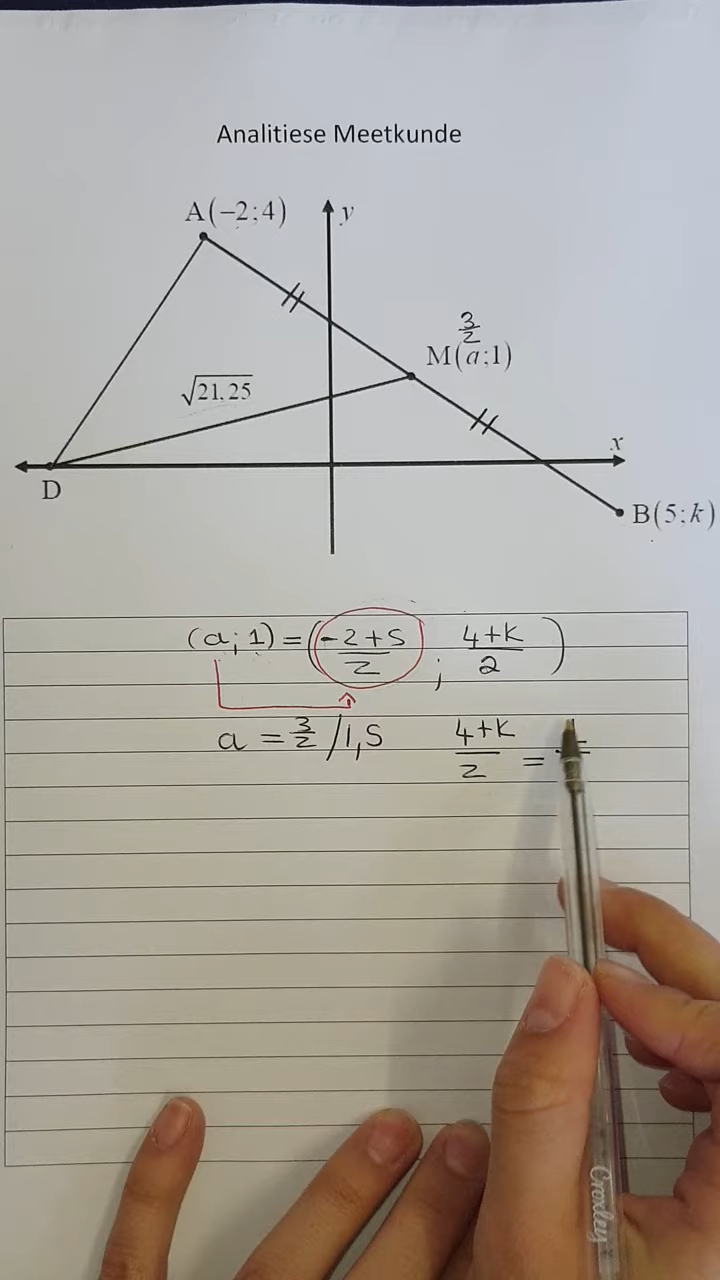 Analitiese Meetkunde
A(−2;4)
y
3/2
M(a;1)
√21,25
x
D
B(5;k)
(a;1) = (-2+5/2 ; 4+k/2)
a = 3/2 / 1,5
4+k/2 =
Croxley